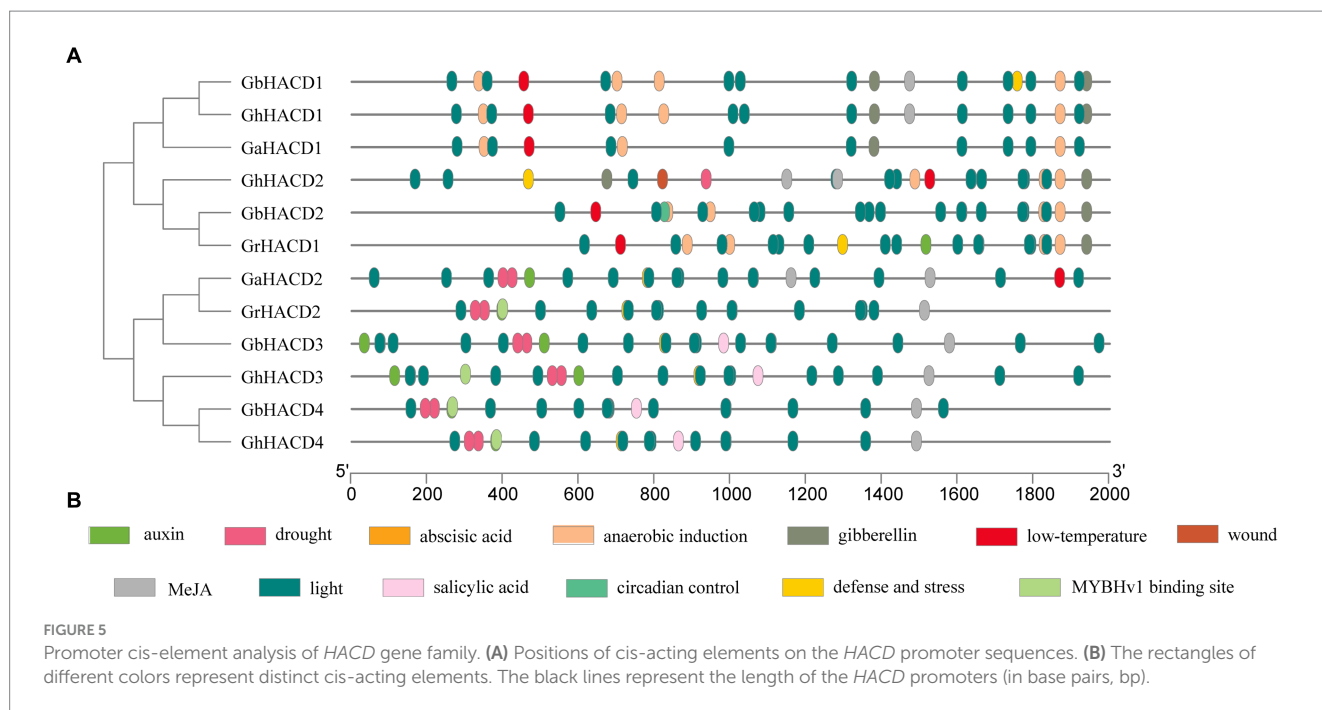 A
GbHACD1
GhHACD1
GaHACD1
GhHACD2
GbHACD2
GrHACD1
GaHACD2
GrHACD2
GbHACD3
GhHACD3
GbHACD4
GhHACD4
5' 3'
0 200 400 600 800 1000 1200 1400 1600 1800 2000
B
auxin drought abscisic acid anaerobic induction gibberellin low-temperature wound
MeJA light salicylic acid circadian control defense and stress MYBHv1 binding site
FIGURE 5
Promoter cis-element analysis of HACD gene family. (A) Positions of cis-acting elements on the HACD promoter sequences. (B) The rectangles of
different colors represent distinct cis-acting elements. The black lines represent the length of the HACD promoters (in base pairs, bp).